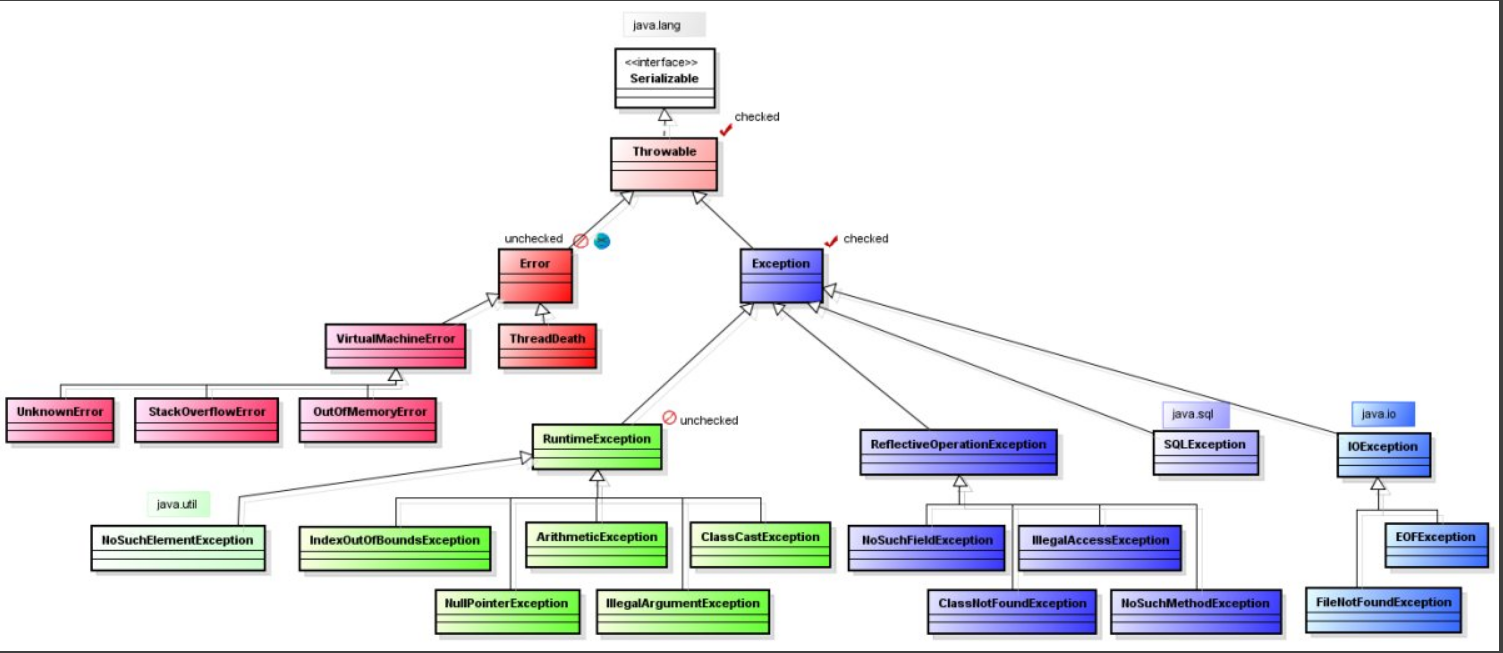 java.lang
<<interface>>
Serializable
checked
Throwable
unchecked
checked
Error
Exception
VirtualMachineError
ThreadDeath
UnknownError
StackOverflowError
OutOfMemoryError
unchecked
java.sql
java.io
RuntimeException
ReflectiveOperationException
SQLException
IOException
java.util
NoSuchElementException
IndexOutOfBoundsException
ArithmeticException
ClassCastException
NoSuchFieldException
IllegalAccessException
EOFException
NullPointerException
IllegalArgumentException
ClassNotFoundException
NoSuchMethodException
FileNotFoundException